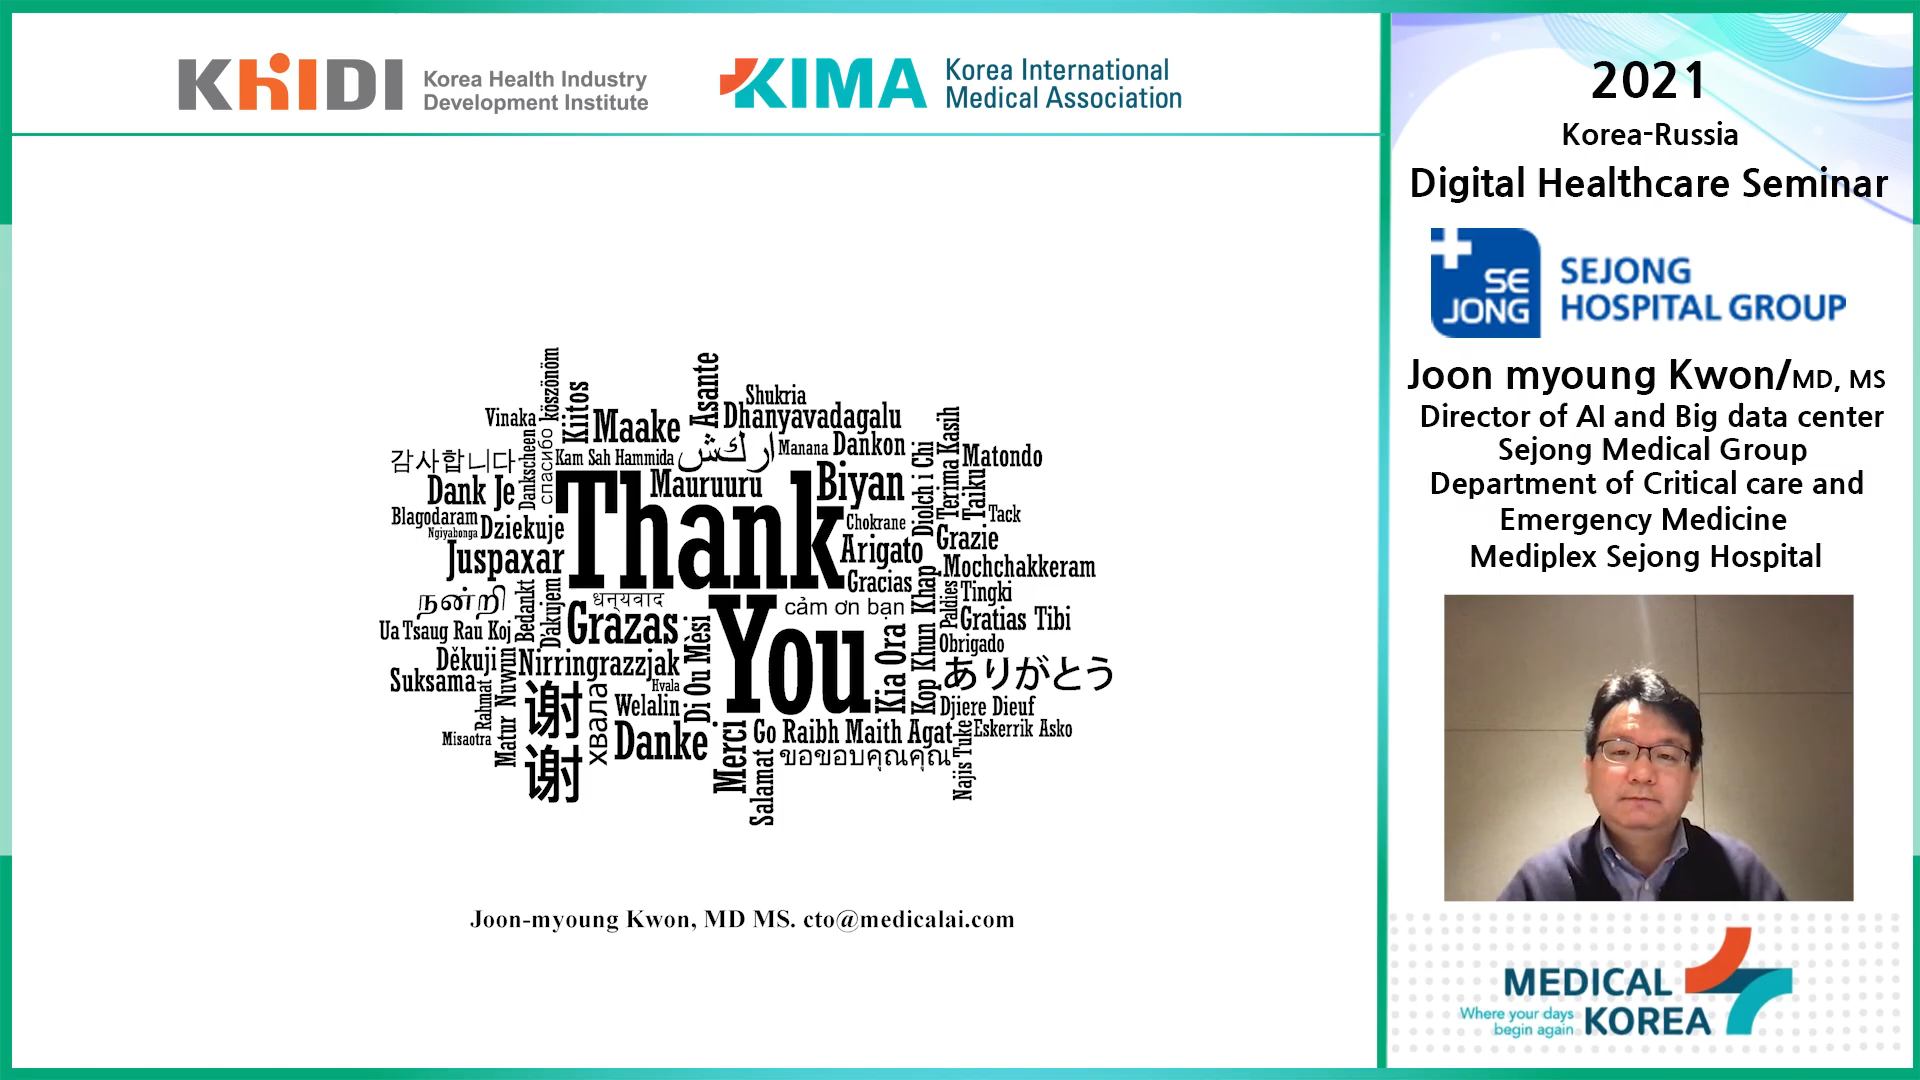 KHIDI Korea Health Industry
Development Institute
KIMA Korea International
Medical Association
köszönöm
Kiitos
Asante
Shukria
Vinaka
Maake
Dhanyavadagalu
спасибо
Dankscheen
감사합니다
Kam Sah Hammida
Manana
Dankon
Diolch i Chi
Terima Kasih
Matondo
Dank Je
Mauruuru
Biyan
Taiku
Tack
Blagodaram
Ngiyabonga
Dziekuje
Thank
Chokrane
Arigato
Grazie
Juspaxar
Gracias
Mochchakkeram
நன்றி
Bedankt
D'akujem
धन्यवाद
cảm ơn bạn
Kop Khun Khap
Paldies
Tingki
Gratias Tibi
Ua Tsaug Rau Koj
Grazas
Di Ou Mèsi
You
Kia Ora
Obrigado
Děkuji
Nirringrazzjak
ありがとう
Suksama
Rahmat
Matur Nuwun
谢
谢
хвала
Hvala
Welalin
Djiere Dieuf
Misaotra
Danke
Merci
Salamat
Go Raibh Maith Agat
Najis Tuke
Eskerrik Asko
ขอขอบคุณคุณ
Joon-myoung Kwon, MD MS. cto@medicalai.com
2021
Korea-Russia
Digital Healthcare Seminar
SE
JONG
SEJONG
HOSPITAL GROUP
Joon myoung Kwon/MD, MS
Director of AI and Big data center
Sejong Medical Group
Department of Critical care and
Emergency Medicine
Mediplex Sejong Hospital
MEDICAL
KOREA
Where your days
begin again